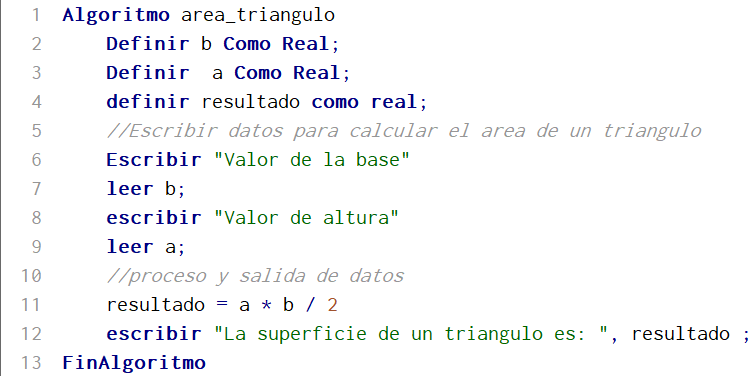 1 Algoritmo area_triangulo
2 Definir b Como Real;
3 Definir  a Como Real;
4 definir resultado como real;
5 //Escribir datos para calcular el area de un triangulo
6 Escribir "Valor de la base"
7 leer b;
8 escribir "Valor de altura"
9 leer a;
10 //proceso y salida de datos
11 resultado = a * b / 2
12 escribir "La superficie de un triangulo es: ", resultado ;
13 FinAlgoritmo